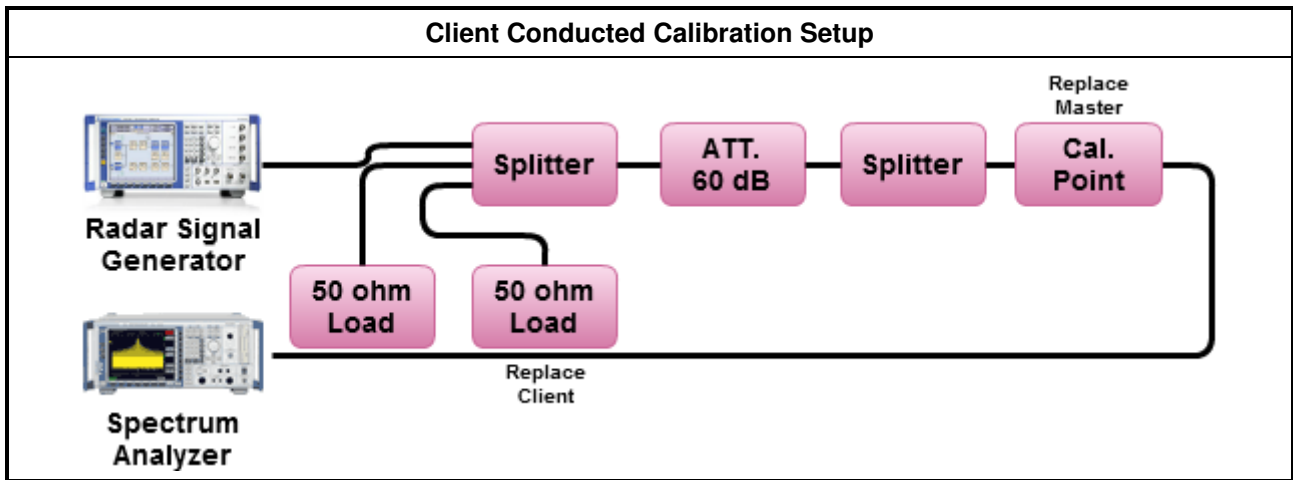 Client Conducted Calibration Setup
Replace
Master
Splitter
ATT.
60 dB
Splitter
Cal.
Point
Radar Signal
Generator
50 ohm
Load
50 ohm
Load
Replace
Client
Spectrum
Analyzer